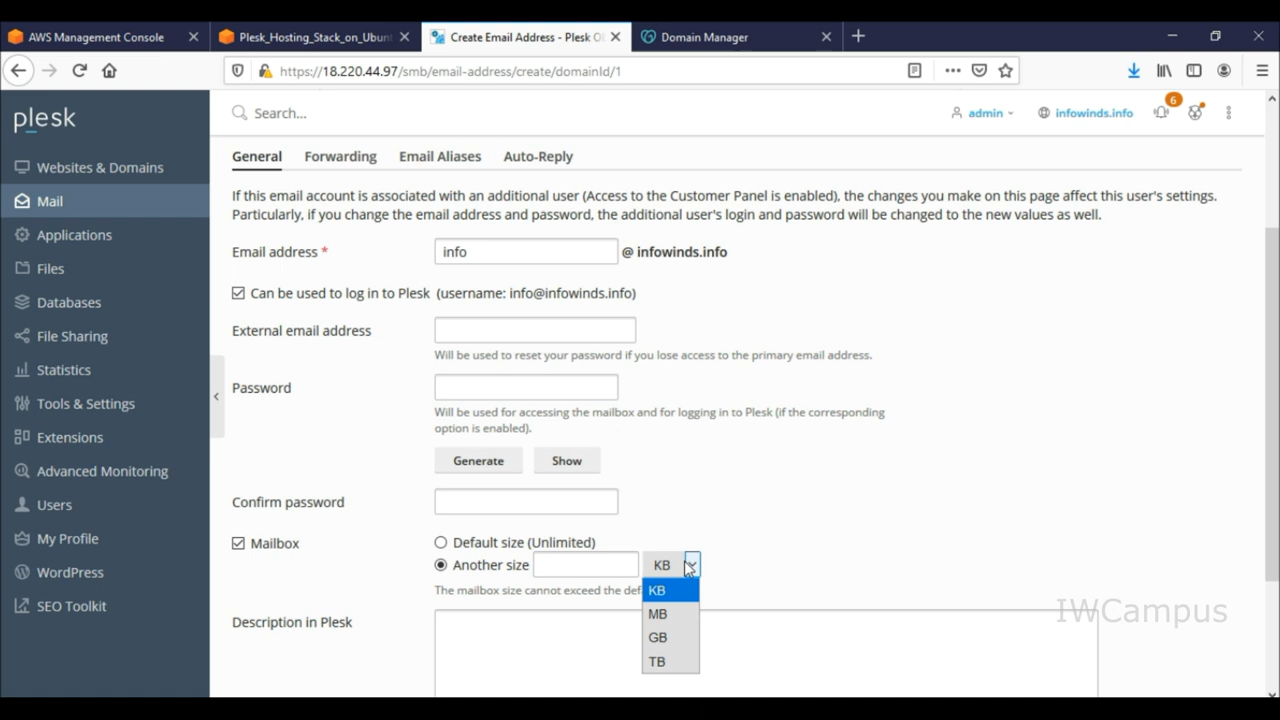 AWS Management Console
Plesk_Hosting_Stack_on_Ubun
Create Email Address - Plesk O
Domain Manager
https://18.220.44.97/smb/email-address/create/domainId/1
plesk
Search...
admin
infowinds.info
6
Websites & Domains
Mail
Applications
Files
Databases
File Sharing
Statistics
Tools & Settings
Extensions
Advanced Monitoring
Users
My Profile
WordPress
SEO Toolkit
General Forwarding Email Aliases Auto-Reply
If this email account is associated with an additional user (Access to the Customer Panel is enabled), the changes you make on this page affect this user's settings.
Particularly, if you change the email address and password, the additional user's login and password will be changed to the new values as well.
Email address * info @ infowinds.info
Can be used to log in to Plesk (username: info@infowinds.info)
External email address
Will be used to reset your password if you lose access to the primary email address.
Password
Will be used for accessing the mailbox and for logging in to Plesk (if the corresponding
option is enabled).
Generate Show
Confirm password
Mailbox Default size (Unlimited)
Another size KB
The mailbox size cannot exceed the def
KB
MB
GB
TB
Description in Plesk
IWCampus